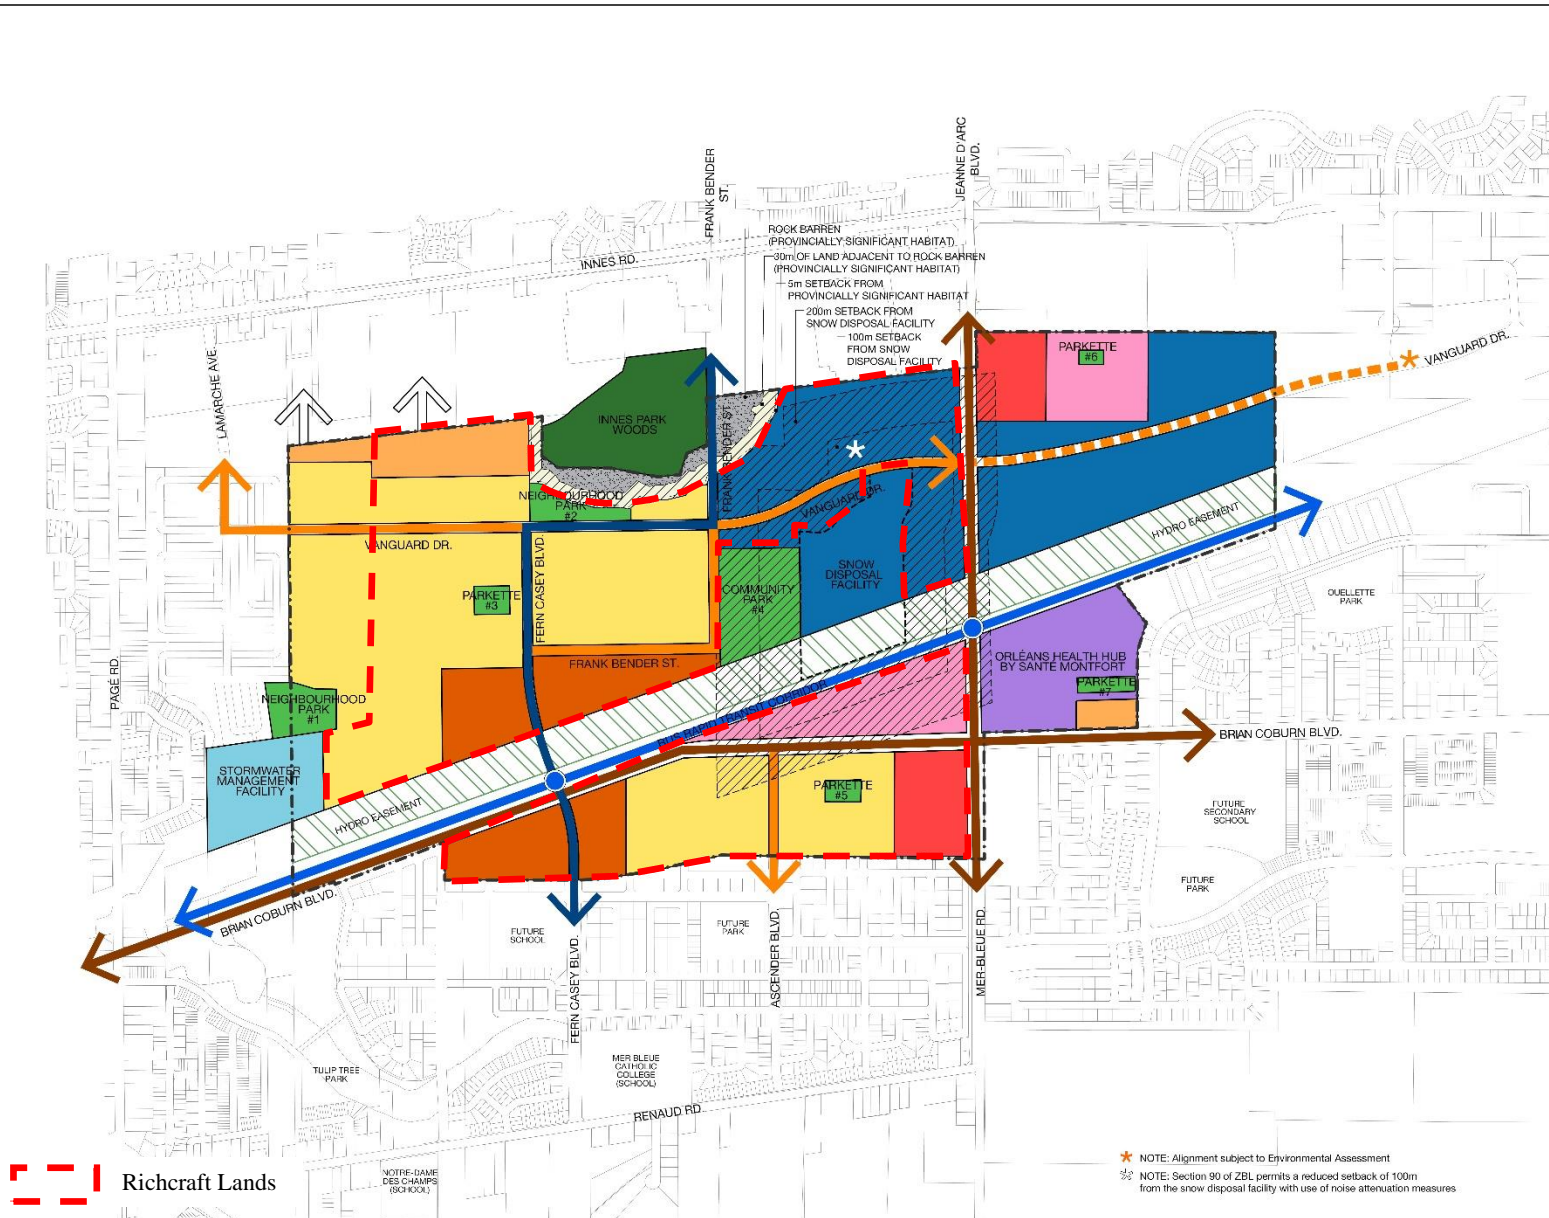 JEANNE D'ARC
BLVD.
FRANK BENDER
ST.
ROCK BARREN
(PROVINCIALLY SIGNIFICANT HABITAT)
30m OF LAND ADJACENT TO ROCK BARREN
(PROVINCIALLY SIGNIFICANT HABITAT)
5m SETBACK FROM
PROVINCIALLY SIGNIFICANT HABITAT
200m SETBACK FROM
SNOW DISPOSAL FACILITY
100m SETBACK
FROM SNOW
DISPOSAL FACILITY
INNES RD.
LAMARCHE AVE.
PARKETTE
#6
VANGUARD DR.
INNES PARK
WOODS
FRANK BENDER ST.
NEIGHBOURHOOD
PARK
#2
VANGUARD DR.
VANGUARD DR.
HYDRO EASEMENT
FERN CASEY BLVD.
PARKETTE
#3
COMMUNITY
PARK
#4
SNOW
DISPOSAL
FACILITY
OUELLETTE
PARK
FRANK BENDER ST.
ORLÉANS HEALTH HUB
BY SANTÉ MONTFORT
PARKETTE
#7
PAGE RD.
NEIGHBOURHOOD
PARK
#1
BUS RAPID TRANSIT CORRIDOR
BRIAN COBURN BLVD.
STORMWATER
MANAGEMENT
FACILITY
PARKETTE
#5
HYDRO EASEMENT
FUTURE
SECONDARY
SCHOOL
FUTURE
PARK
BRIAN COBURN BLVD.
FUTURE
SCHOOL
FUTURE
PARK
FERN CASEY BLVD.
ASCENDER BLVD.
MER-BLEUE RD.
TULIP TREE
PARK
MER BLEUE
CATHOLIC
COLLEGE
(SCHOOL)
RENAUD RD.
NOTRE-DAME
DES CHAMPS
(SCHOOL)
Richcraft Lands
NOTE: Alignment subject to Environmental Assessment
NOTE: Section 90 of ZBL permits a reduced setback of 100m
from the snow disposal facility with use of noise attenuation measures